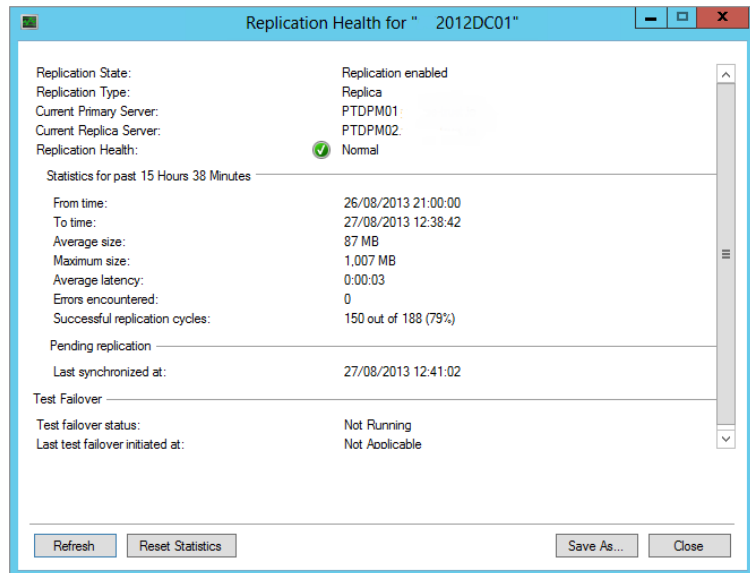 Replication Health for " 2012DC01"
Replication State: Replication enabled
Replication Type: Replica
Current Primary Server: PTDPM01
Current Replica Server: PTDPM02.
Replication Health: Normal
Statistics for past 15 Hours 38 Minutes
From time: 26/08/2013 21:00:00
To time: 27/08/2013 12:38:42
Average size: 87 MB
Maximum size: 1,007 MB
Average latency: 0:00:03
Errors encountered: 0
Successful replication cycles: 150 out of 188 (79%)
Pending replication
Last synchronized at: 27/08/2013 12:41:02
Test Failover
Test failover status: Not Running
Last test failover initiated at: Not Applicable
Refresh Reset Statistics Save As... Close